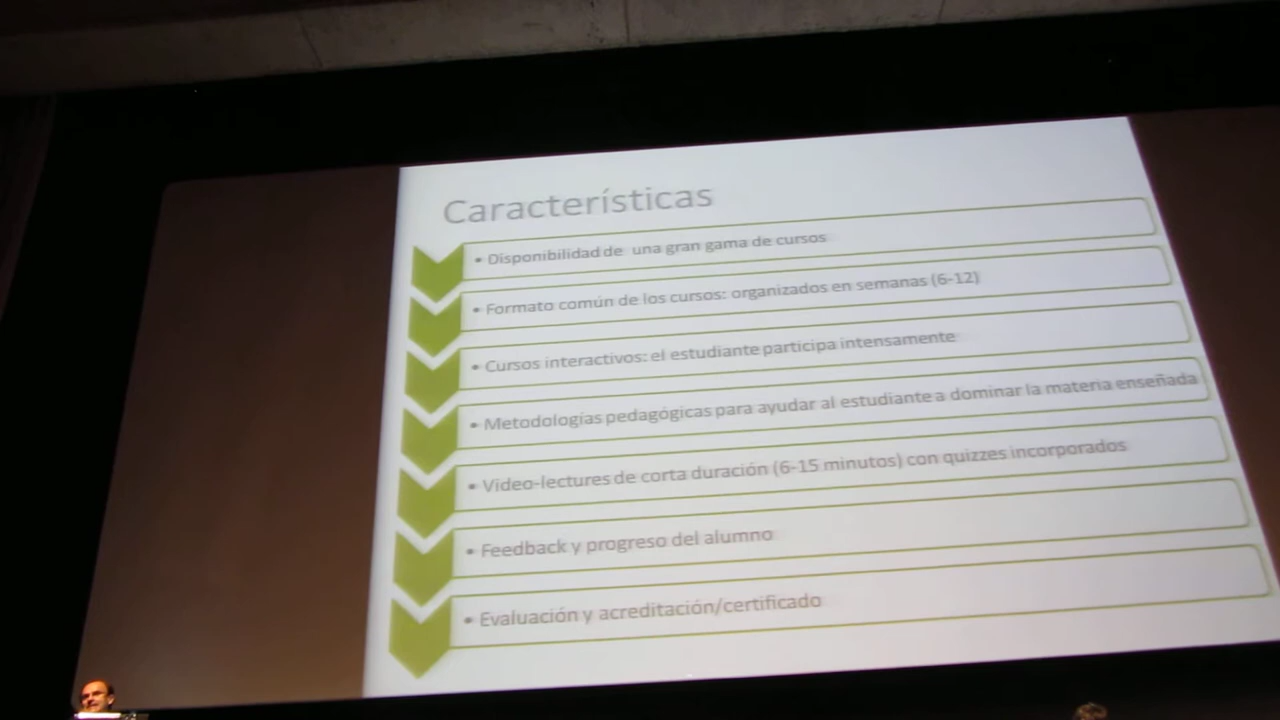 Características
• Disponibilidad de una gran gama de cursos
• Formato común de los cursos: organizados en semanas (6-12)
• Cursos interactivos: el estudiante participa intensamente
• Metodologías pedagógicas para ayudar al estudiante a dominar la materia enseñada
• Video-lectures de corta duración (6-15 minutos) con quizzes incorporados
• Feedback y progreso del alumno
• Evaluación y acreditación/certificado